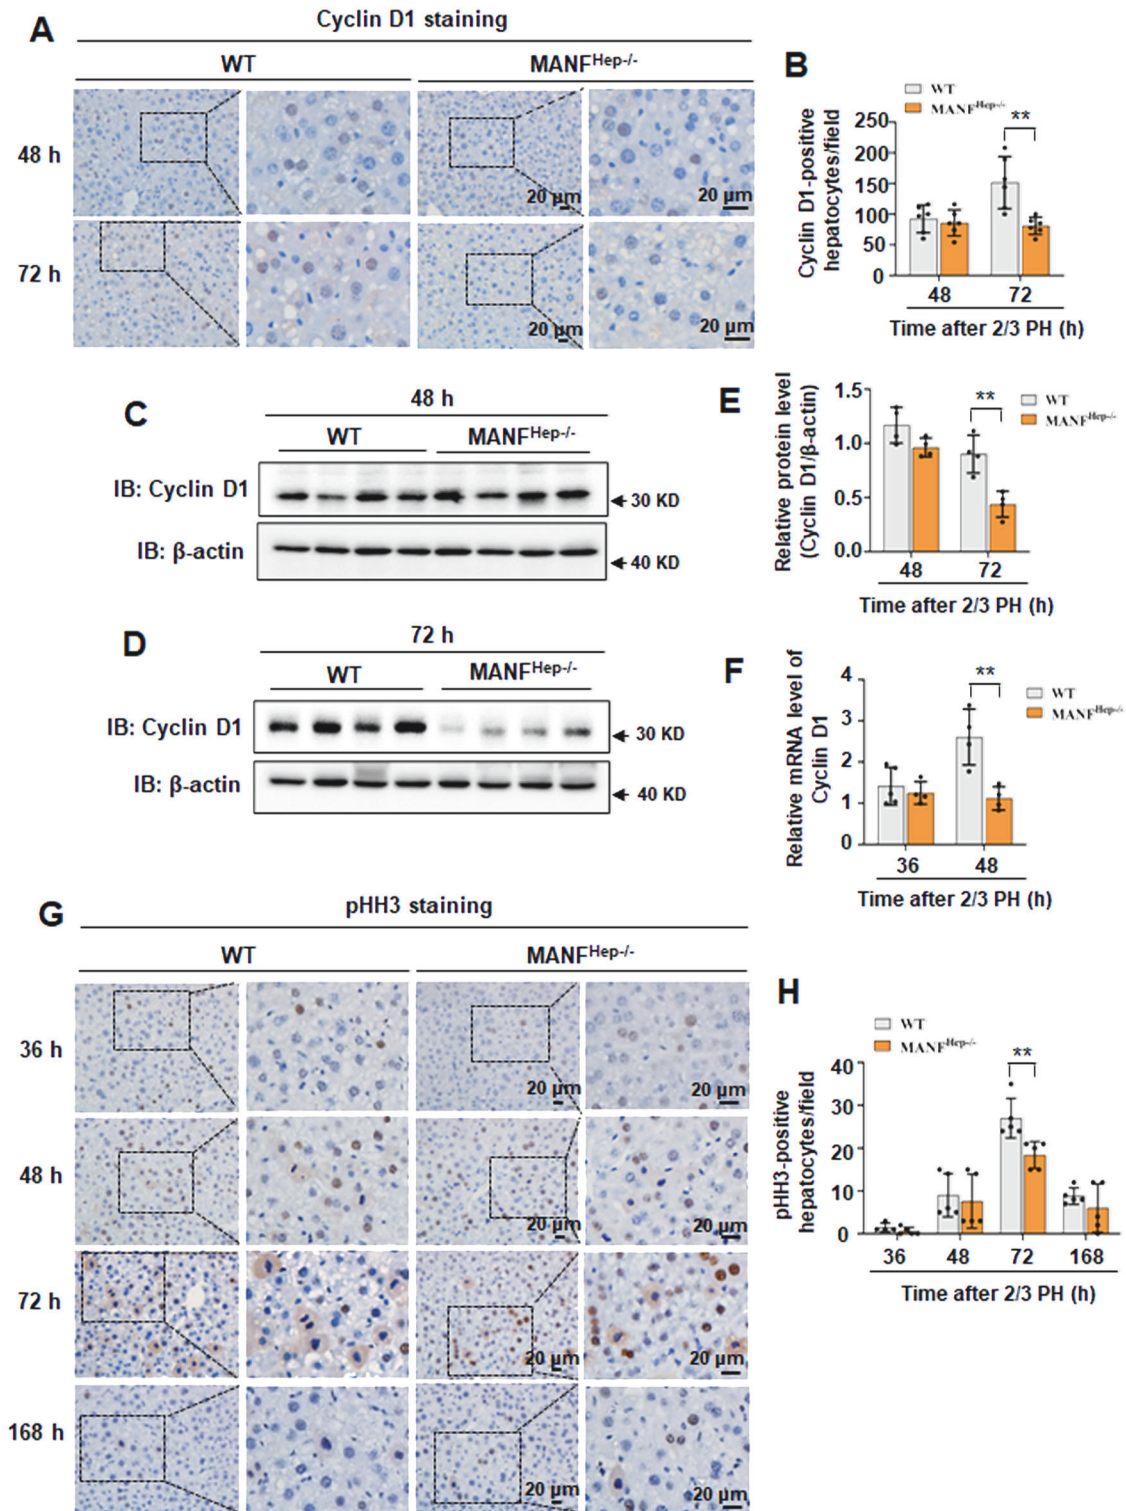 A
Cyclin D1 staining
WT
MANFHep-/-
48 h
20 µm
20 µm
72 h
20 µm
20 µm
B
WT
MANFHep-/-
**
Cyclin D1-positive
hepatocytes/field
250
200
150
100
50
0
48 72
Time after 2/3 PH (h)
C
48 h
WT
MANFHep-/-
IB: Cyclin D1
30 KD
IB: β-actin
40 KD
D
72 h
WT
MANFHep-/-
IB: Cyclin D1
30 KD
IB: β-actin
40 KD
E
WT
MANFHep-/-
**
Relative protein level
(Cyclin D1/β-actin)
1.5
1.0
0.5
0.0
48 72
Time after 2/3 PH (h)
F
WT
MANFHep-/-
**
Relative mRNA level of
Cyclin D1
4
3
2
1
0
36 48
Time after 2/3 PH (h)
G
pHH3 staining
WT
MANFHep-/-
36 h
20 µm
20 µm
48 h
20 µm
20 µm
72 h
20 µm
20 µm
168 h
20 µm
20 µm
H
WT
MANFHep-/-
**
pHH3-positive
hepatocytes/field
40
30
20
10
0
36 48 72 168
Time after 2/3 PH (h)